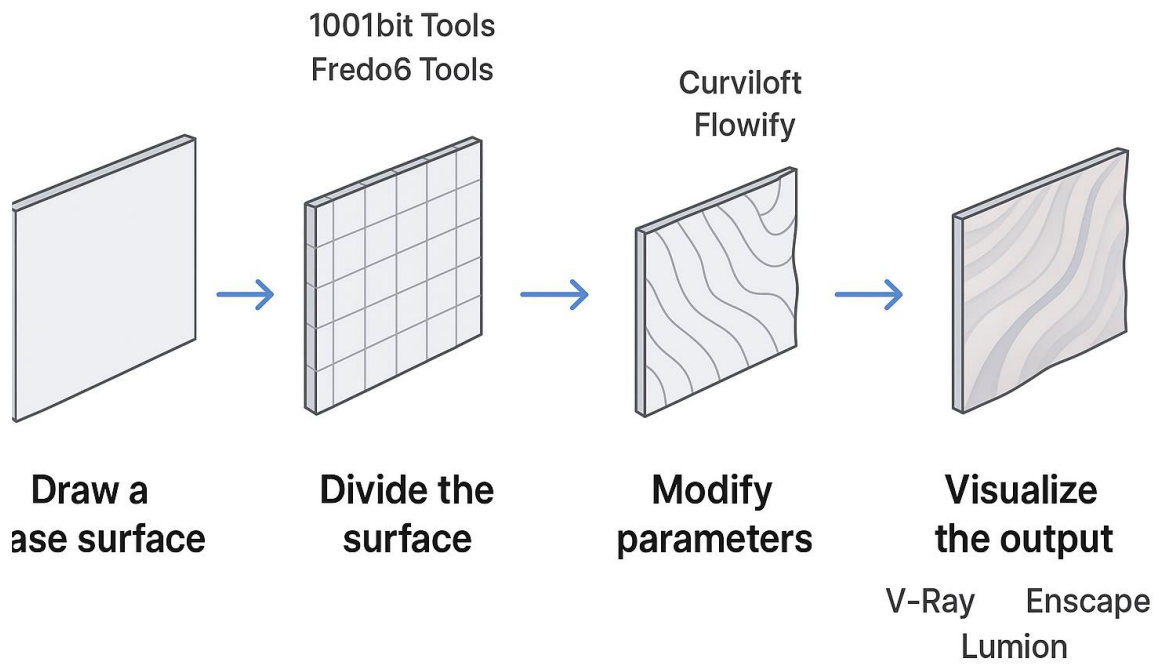 1001bit Tools
Fredo6 Tools
Curviloft
Flowify
Draw a
ase surface
Divide the
surface
Modify
parameters
Visualize
the output
V-Ray
Enscape
Lumion